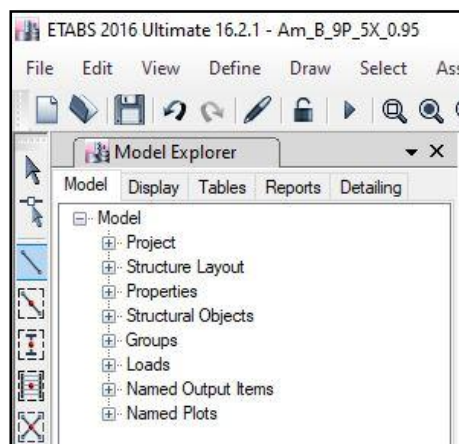 ETABS 2016 Ultimate 16.2.1 - Am_B_9P_5X_0.95
File Edit View Define Draw Select Ass
Model Explorer
Model Display Tables Reports Detailing
Model
Project
Structure Layout
Properties
Structural Objects
Groups
Loads
Named Output Items
Named Plots